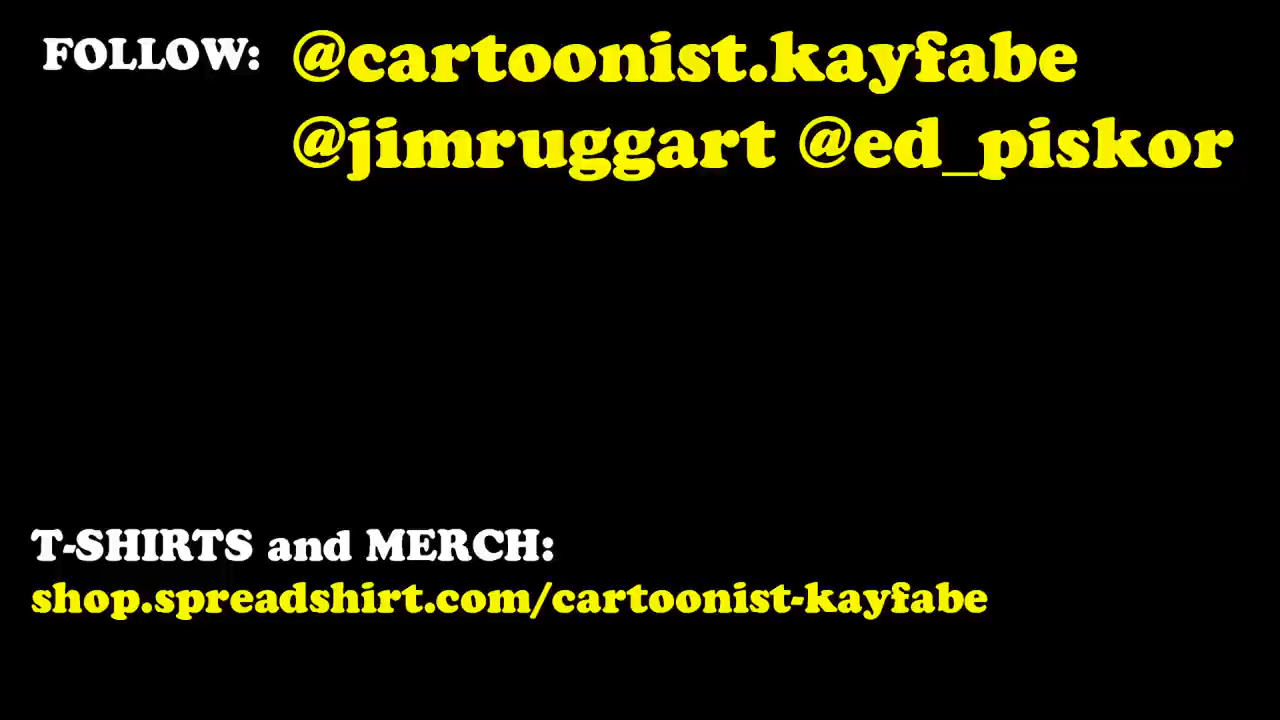 FOLLOW: @cartoonist.kayfabe
@jimruggart @ed_piskor
T-SHIRTS and MERCH:
shop.spreadshirt.com/cartoonist-kayfabe